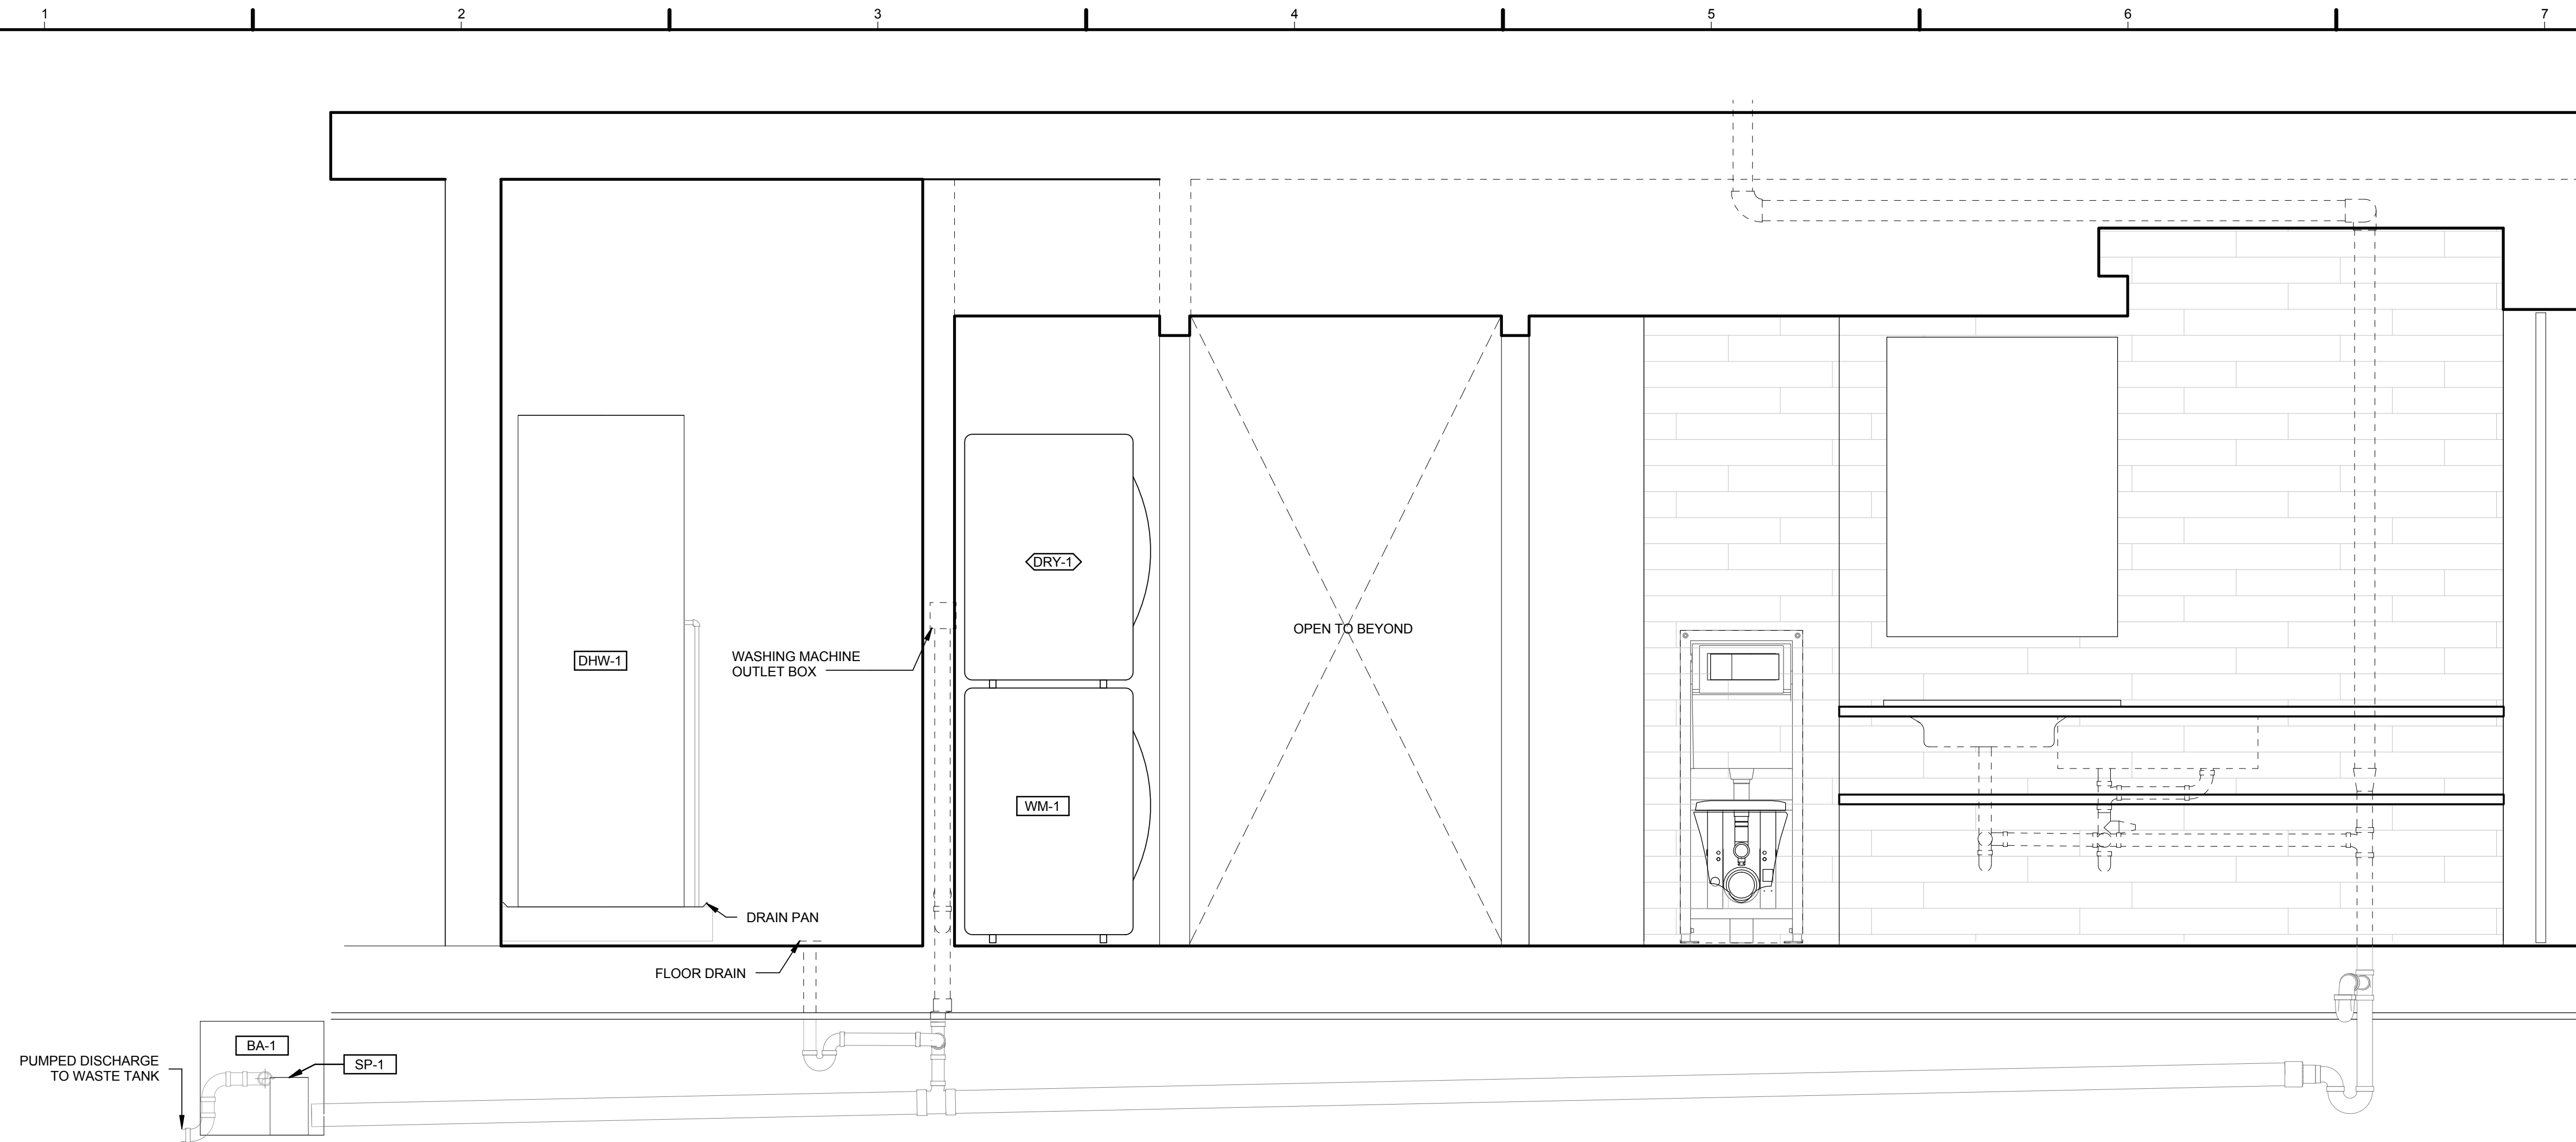 1 2 3 4 5 6 7
DRY-1
OPEN TO BEYOND
DHW-1
WASHING MACHINE
OUTLET BOX
WM-1
DRAIN PAN
FLOOR DRAIN
BA-1
SP-1
PUMPED DISCHARGE
TO WASTE TANK